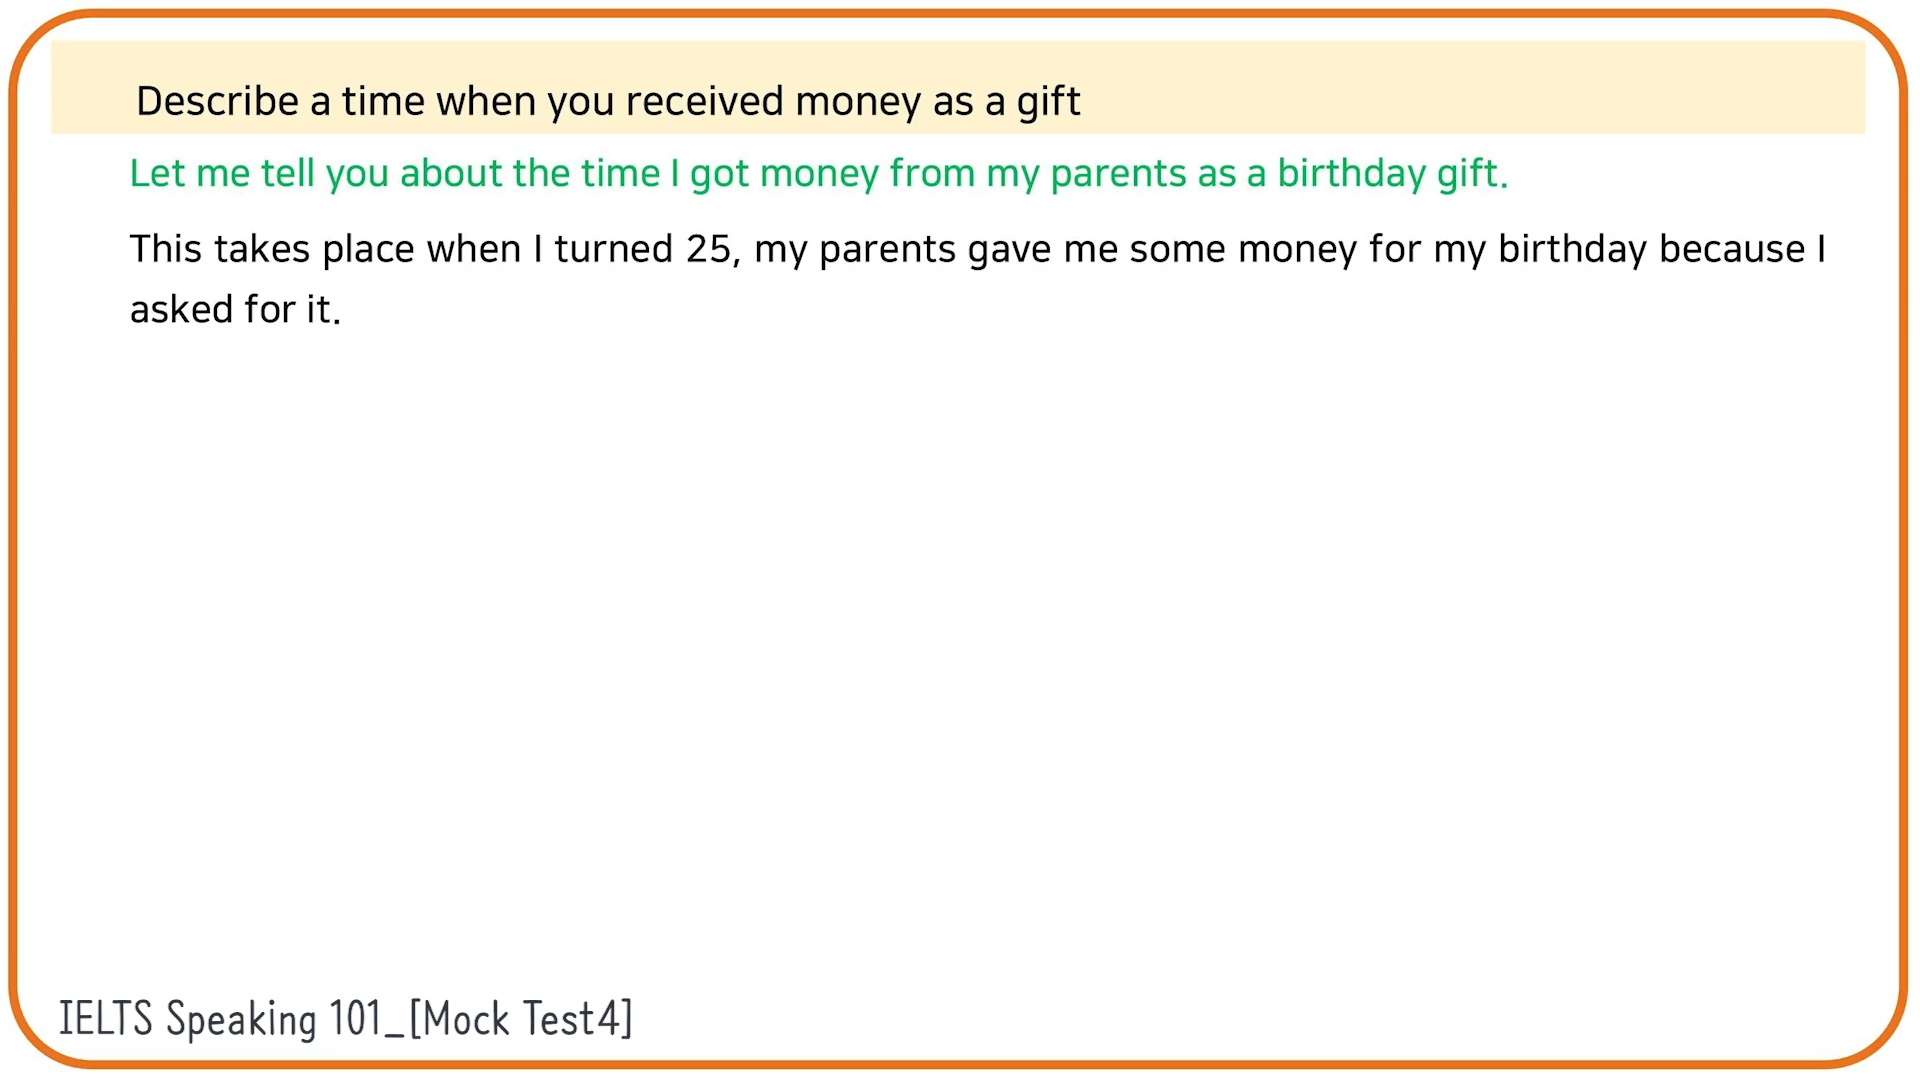 Describe a time when you received money as a gift
Let me tell you about the time I got money from my parents as a birthday gift.
This takes place when I turned 25, my parents gave me some money for my birthday because I
asked for it.
IELTS Speaking 101_[Mock Test4]